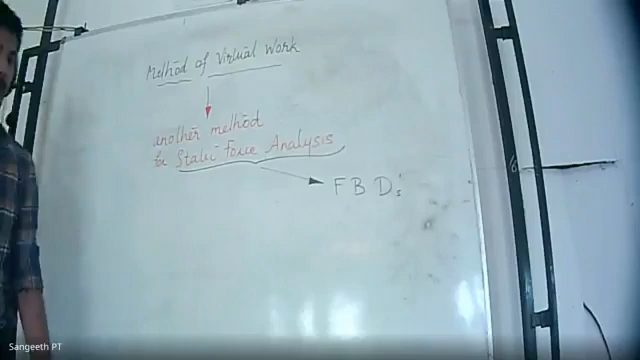 Method of Virtual Work
another method
for Static Force Analysis
F B D's
Sangeeth PT